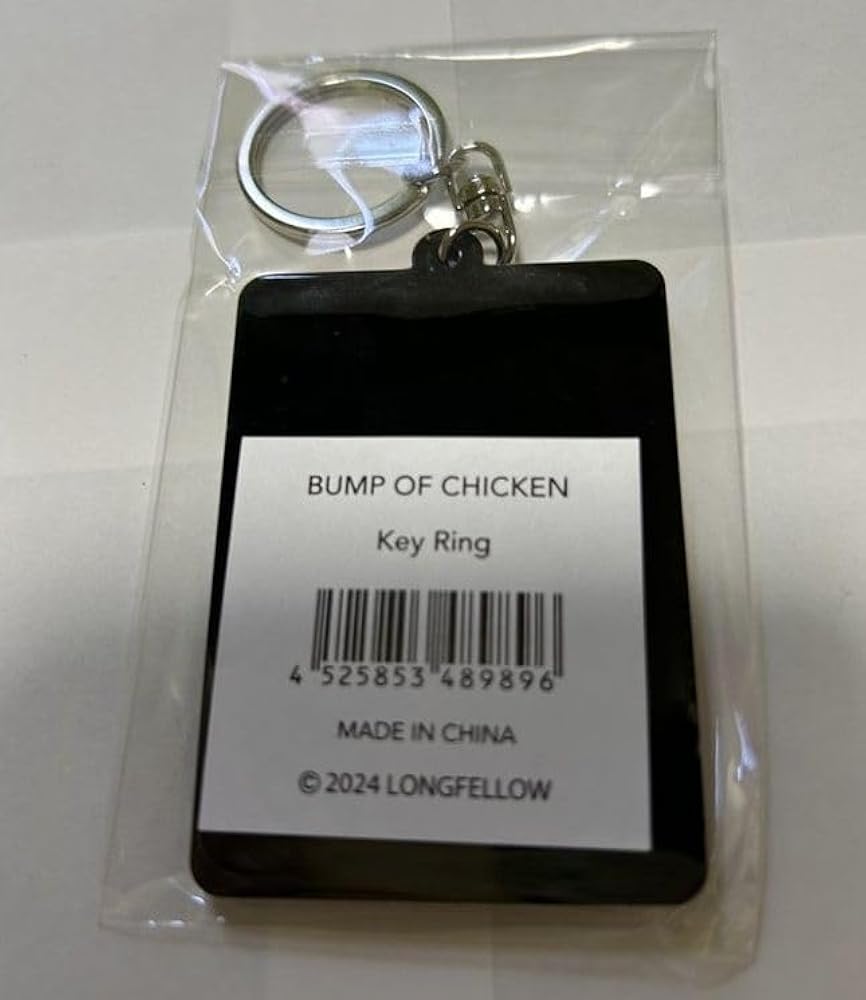 BUMP OF CHICKEN
Key Ring
4 525853 489896
MADE IN CHINA
© 2024 LONGFELLOW